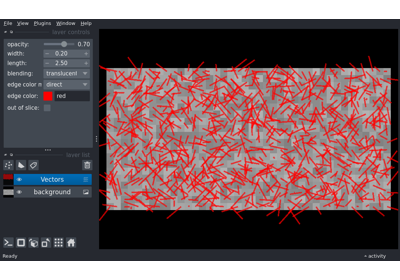 File View Plugins Window Help
layer controls
opacity: 0.70
width: 0.20
length: 2.50
blending: translucent
edge color m direct
edge color: red
out of slice:
layer list
Vectors
background
Ready
activity